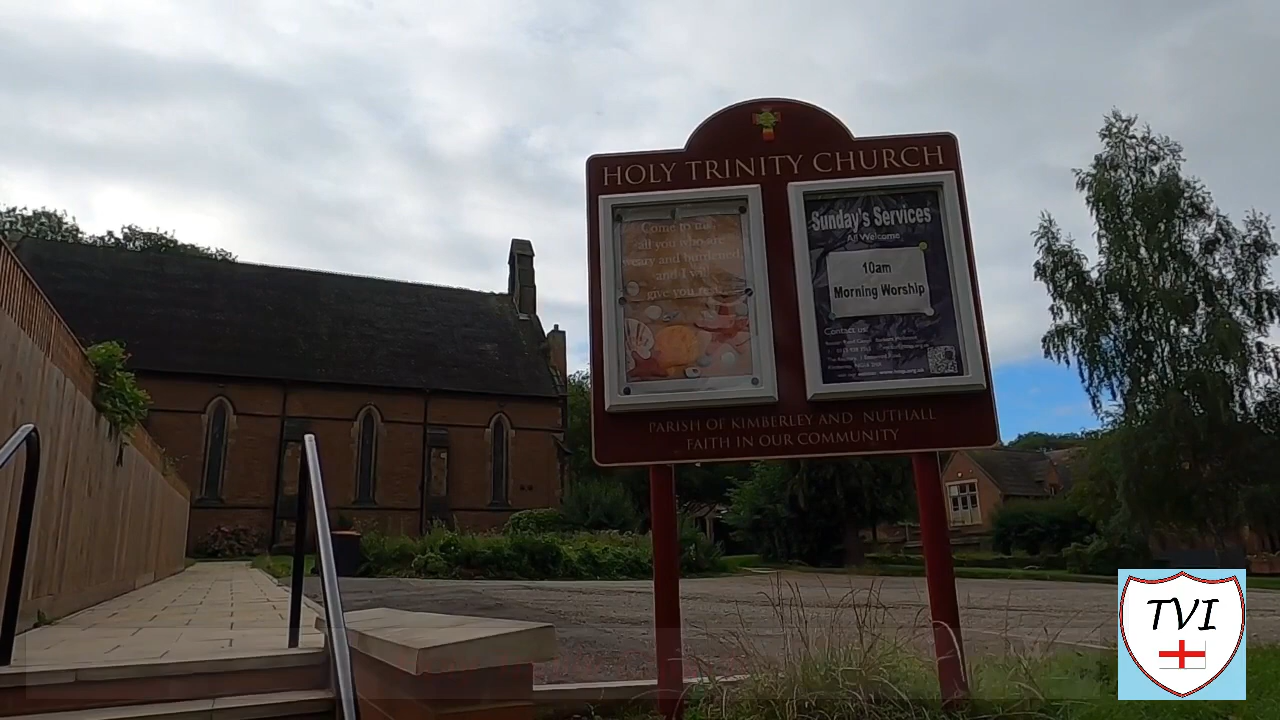 HOLY TRINITY CHURCH
Come to me,
all you who are
weary and burdened,
and I will
give you rest.
Sunday's Services
All Welcome
10am
Morning Worship
Contact us:
PARISH OF KIMBERLEY AND NUTHALL
FAITH IN OUR COMMUNITY
TVI